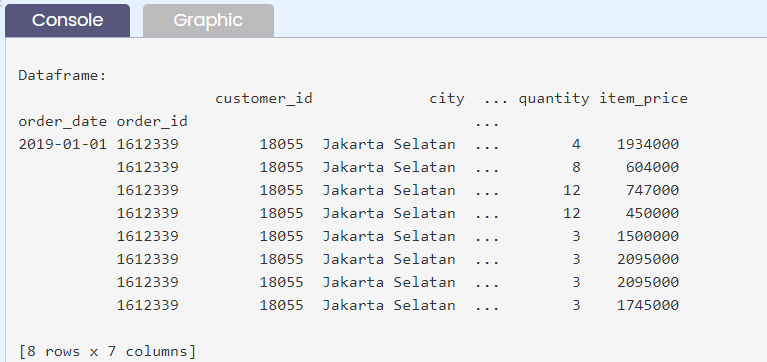 Console Graphic
Dataframe:
customer_id city ... quantity item_price
order_date order_id ...
2019-01-01 1612339 18055 Jakarta Selatan ... 4 1934000
1612339 18055 Jakarta Selatan ... 8 604000
1612339 18055 Jakarta Selatan ... 12 747000
1612339 18055 Jakarta Selatan ... 12 450000
1612339 18055 Jakarta Selatan ... 3 1500000
1612339 18055 Jakarta Selatan ... 3 2095000
1612339 18055 Jakarta Selatan ... 3 2095000
1612339 18055 Jakarta Selatan ... 3 1745000
[8 rows x 7 columns]